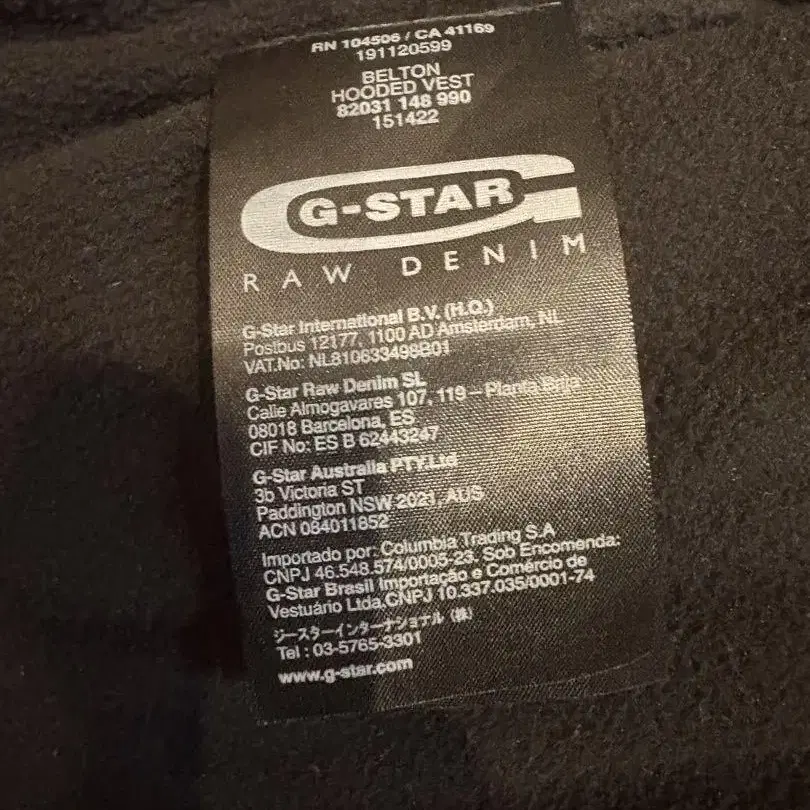 RN 104506 / CA 41169
191120599
BELTON
HOODED VEST
82031 148 990
151422
G-STAR
RAW DENIM
G-Star International B.V. (H.Q.)
Postbus 12177, 1100 AD Amsterdam, NL
VAT.No: NL810633498B01
G-Star Raw Denim SL
Calle Almogavares 107, 119 – Planta Baja
08018 Barcelona, ES
CIF No: ES B 62443247
G-Star Australia PTY.Ltd
3b Victoria ST
Paddington NSW 2021, AUS
ACN 084011852
Importado por: Columbia Trading S.A
CNPJ 46.548.574/0005-23. Sob Encomenda:
G-Star Brasil Importação e Comércio de
Vestuário Ltda,CNPJ 10.337.035/0001-74
ジースターインターナショナル (株)
Tel : 03-5765-3301
www.g-star.com